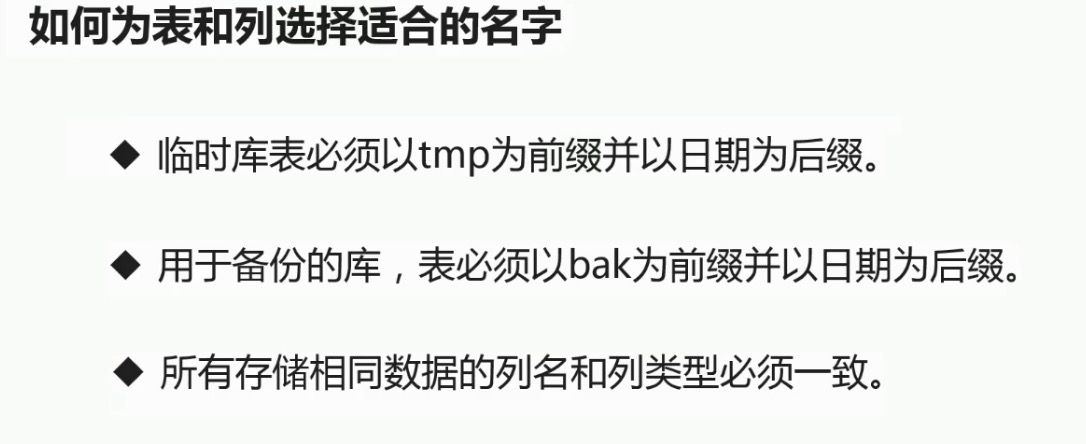 如何为表和列选择适合的名字
◆ 临时库表必须以tmp为前缀并以日期为后缀。
◆ 用于备份的库，表必须以bak为前缀并以日期为后缀。
◆ 所有存储相同数据的列名和列类型必须一致。